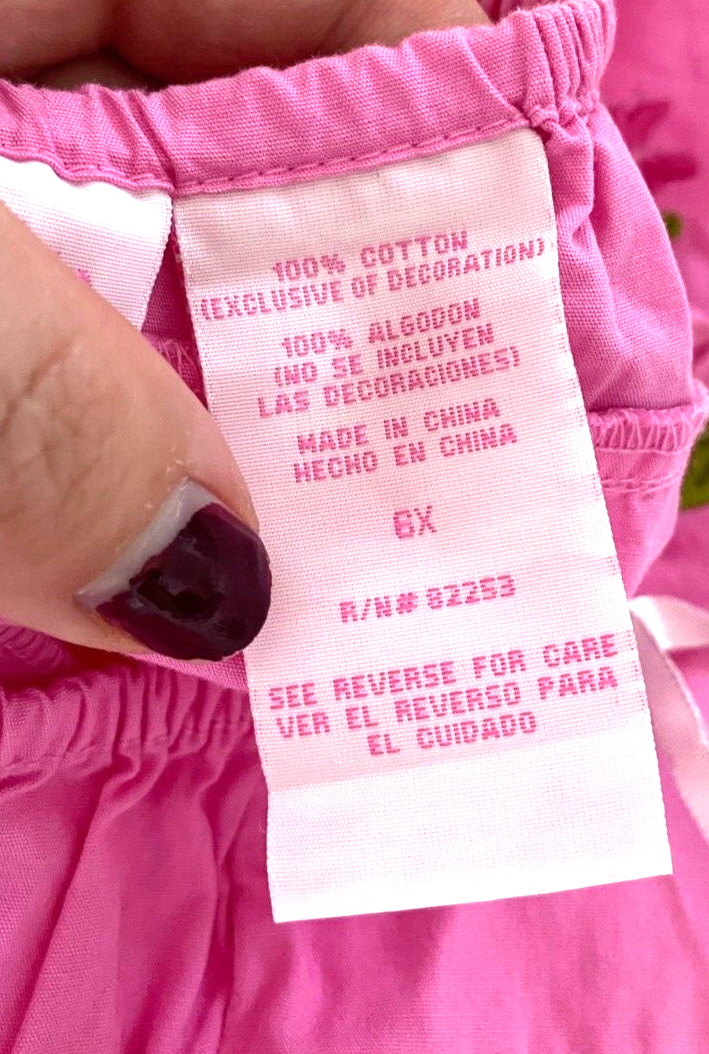 100% COTTON
(EXCLUSIVE OF DECORATION)
100% ALGODON
(NO SE INCLUYEN
LAS DECORACIONES)
MADE IN CHINA
HECHO EN CHINA
6X
R/N# 82253
SEE REVERSE FOR CARE
VER EL REVERSO PARA
EL CUIDADO